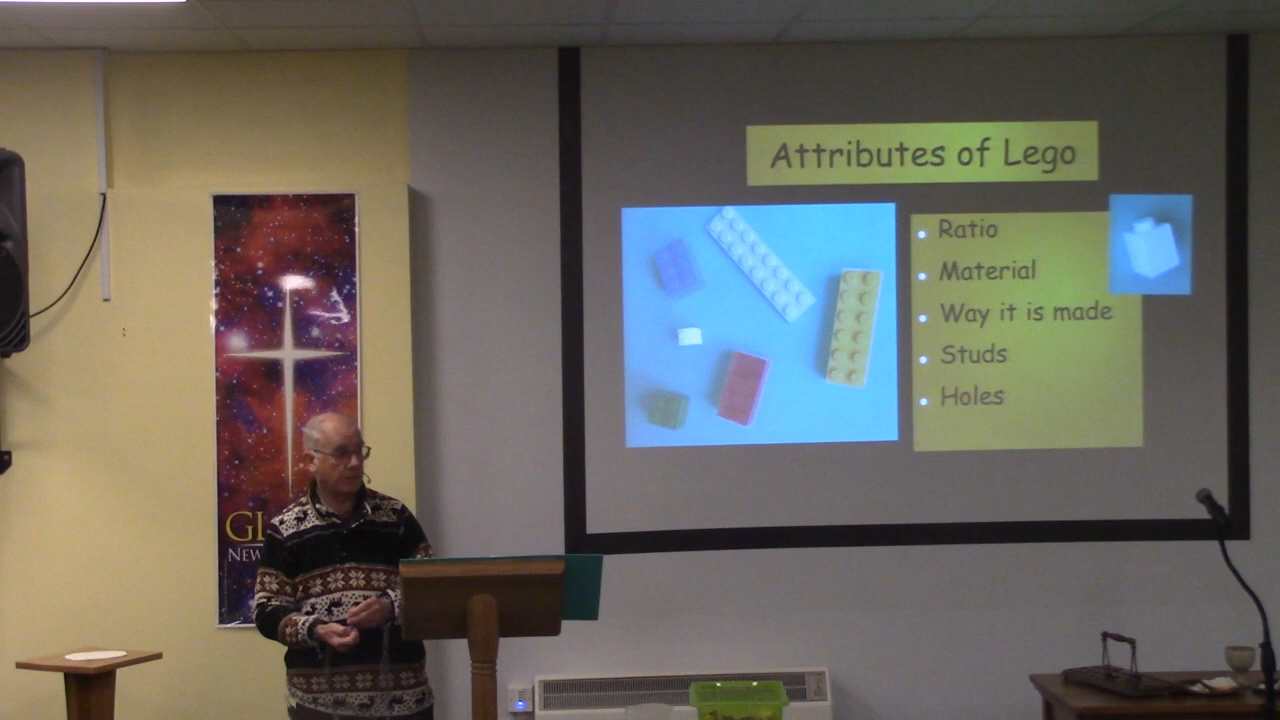 Attributes of Lego
Ratio
Material
Way it is made
Studs
Holes